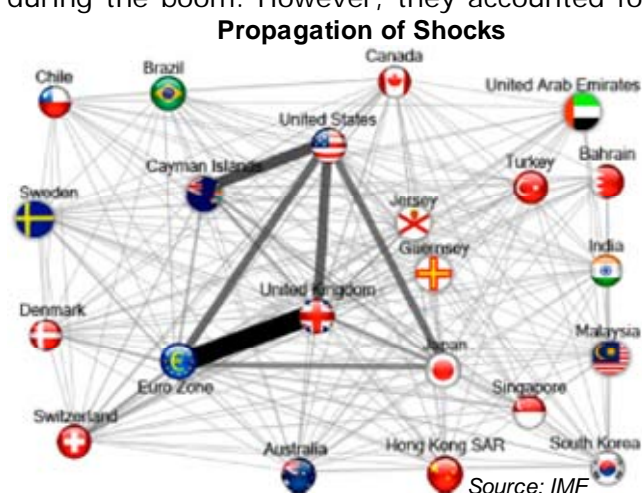 during the boom. However, they accounted fo
Propagation of Shocks
Canada
Brazil
Chile
United Arab Emirates
United States
Cayman Islands
Turkey
Bahrain
Sweden
Jersey
Guernsey
India
United Kingdom
Denmark
Malaysia
Japan
Euro Zone
Singapore
Switzerland
Australia
Hong Kong SAR
South Korea
Source: IMF